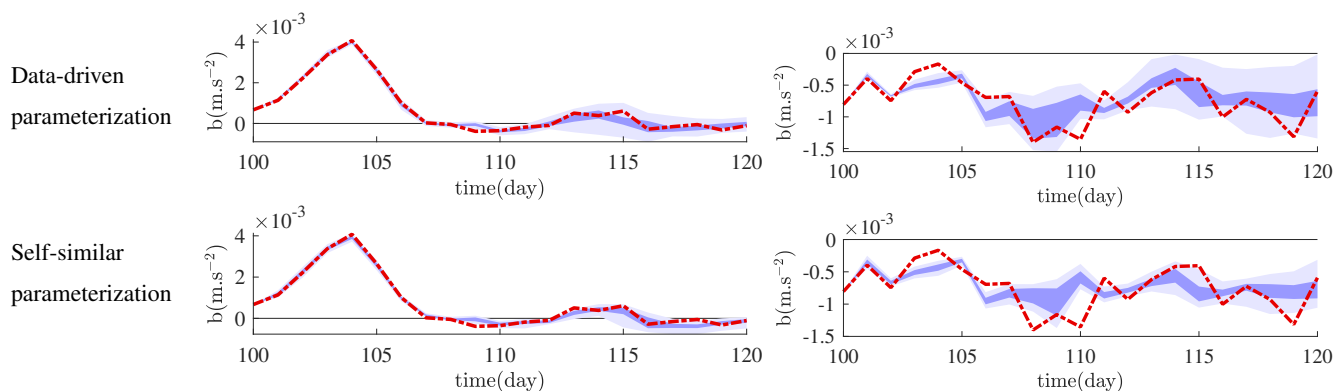 Data-driven
parameterization
×10⁻³
4
2
0
b(m.s⁻²)
100 105 110 115 120
time(day)
×10⁻³
0
-0.5
-1
-1.5
b(m.s⁻²)
100 105 110 115 120
time(day)
Self-similar
parameterization
×10⁻³
4
2
0
b(m.s⁻²)
100 105 110 115 120
time(day)
×10⁻³
0
-0.5
-1
-1.5
b(m.s⁻²)
100 105 110 115 120
time(day)